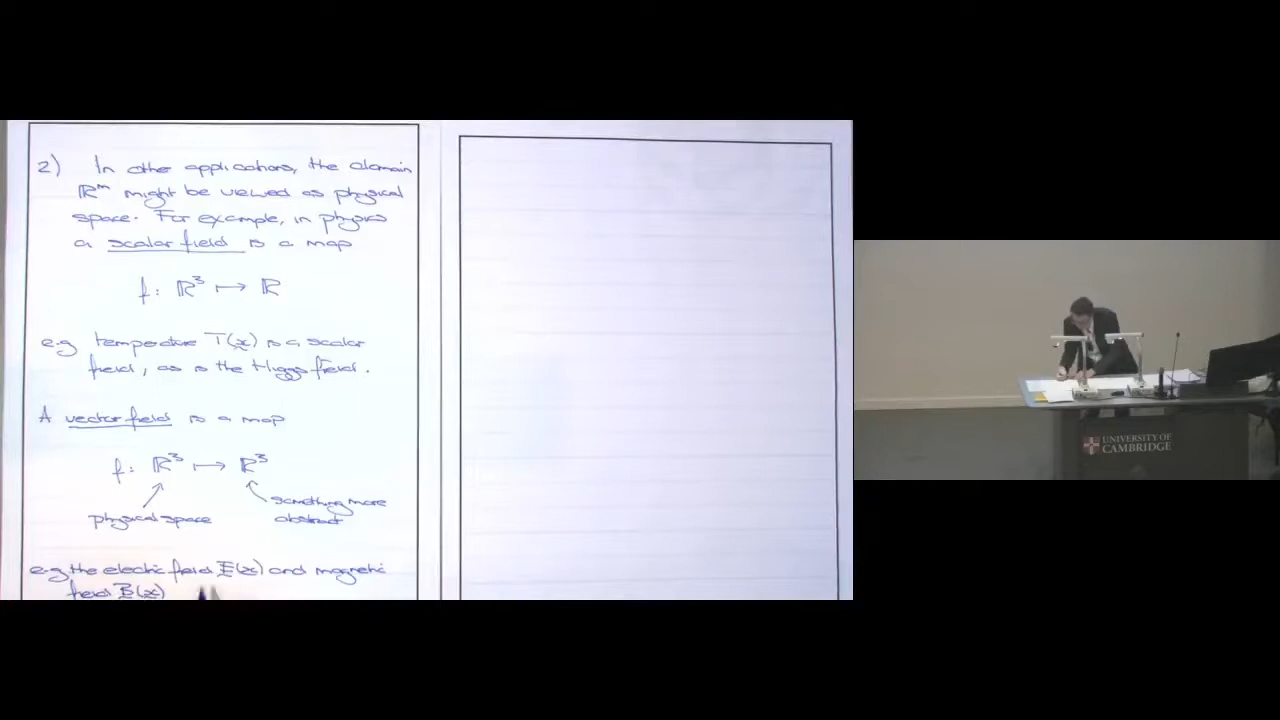 2) In other applications, the domain
ℝᵐ might be viewed as physical
space. For example, in physics
a scalar field is a map
f: ℝ³ ↦ ℝ
e.g temperature T(x) is a scalar
field, as is the Higgs field.
A vector field is a map
f: ℝ³ ↦ ℝ³
physical space
something more
abstract
e.g the electric field E(x) and magnetic
field B(x)
UNIVERSITY OF
CAMBRIDGE